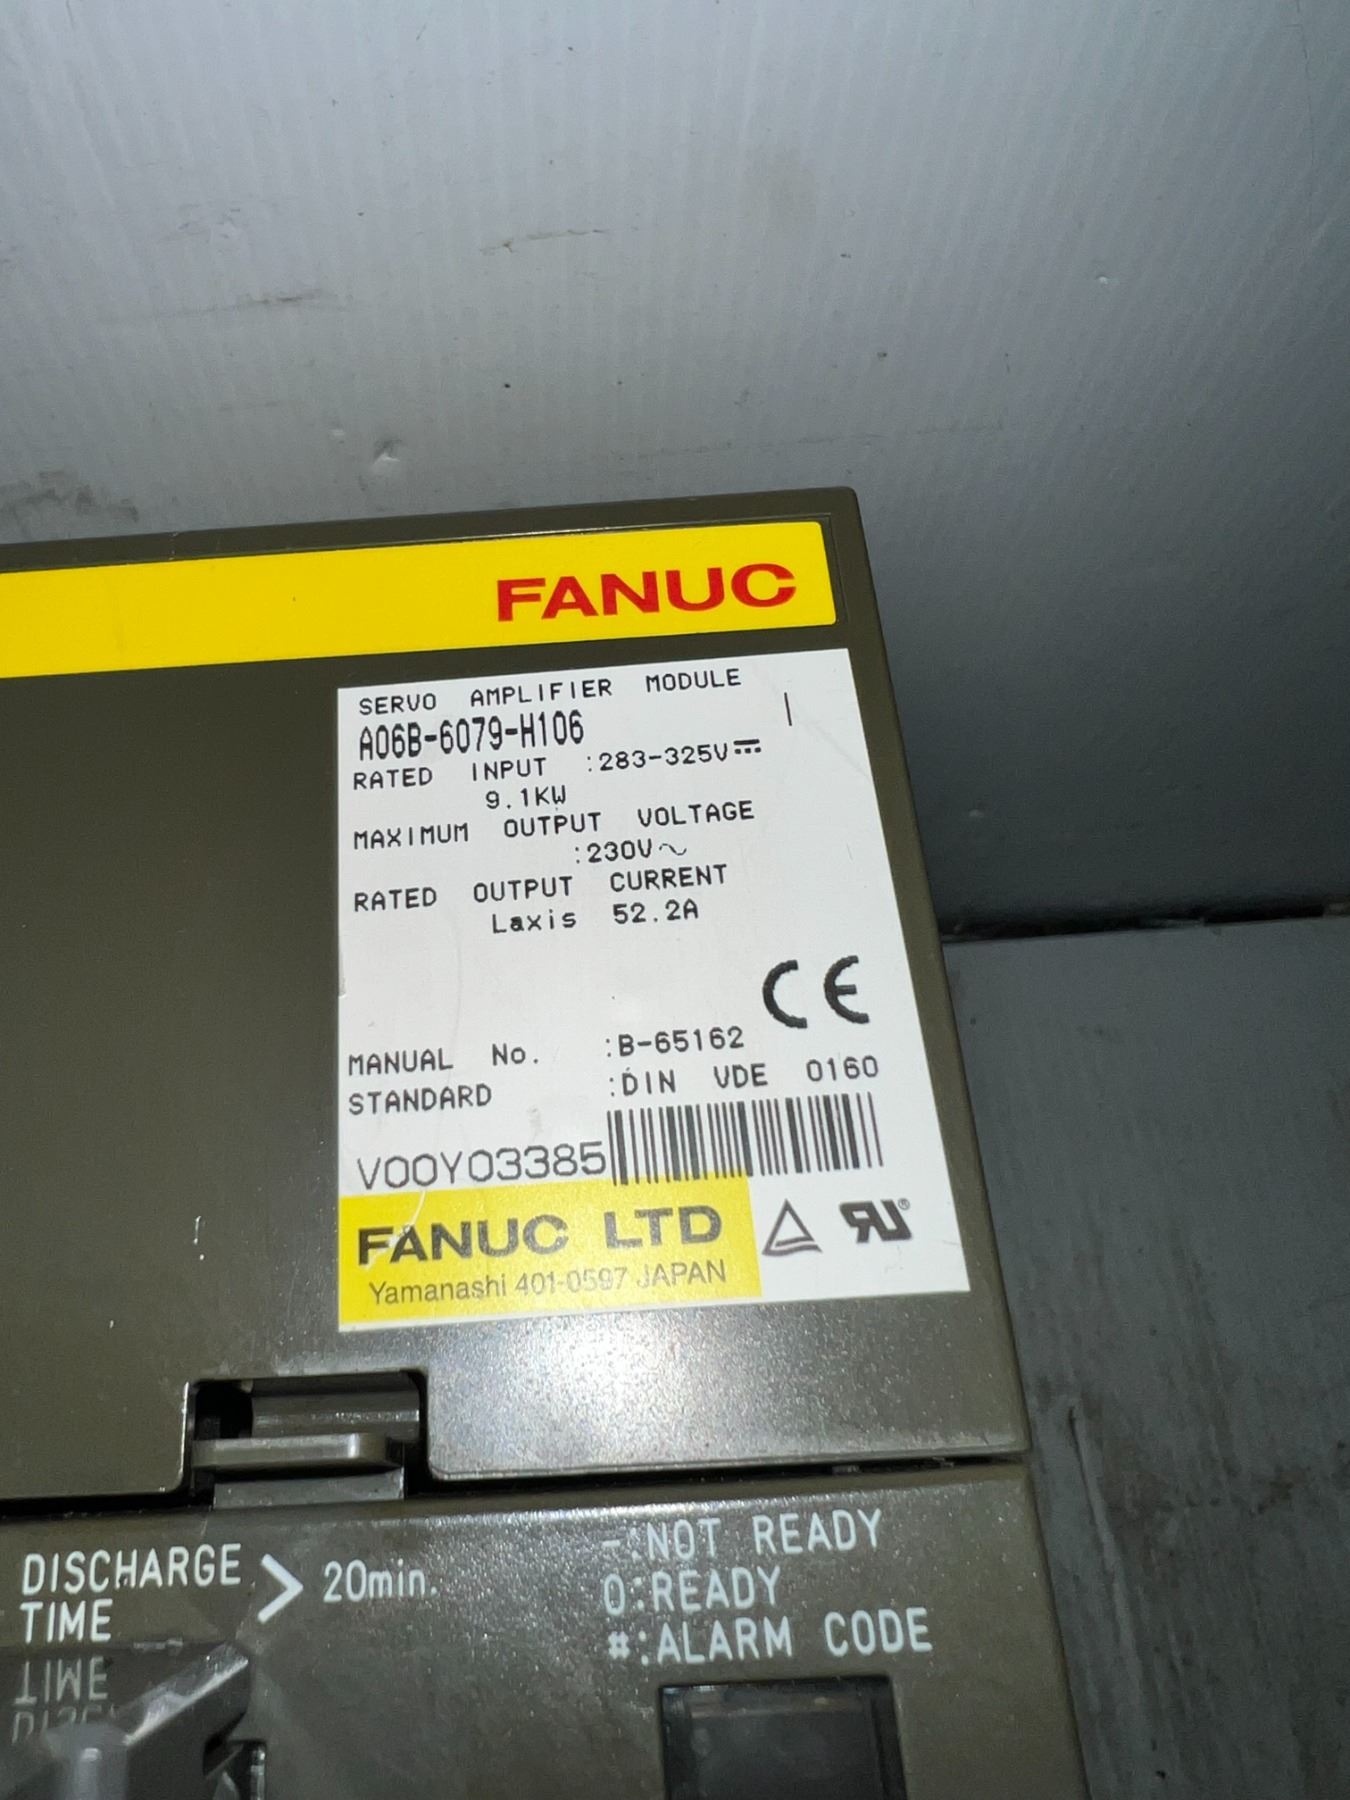 FANUC
SERVO AMPLIFIER MODULE
A06B-6079-H106
RATED INPUT :283-325V⎓
9.1KW
MAXIMUM OUTPUT VOLTAGE
:230V~
RATED OUTPUT CURRENT
Laxis 52.2A
CE
MANUAL No. :B-65162
STANDARD :DIN VDE 0160
V00Y03385
FANUC LTD
Yamanashi 401-0597 JAPAN
DISCHARGE TIME > 20min.
-:NOT READY
0:READY
#:ALARM CODE